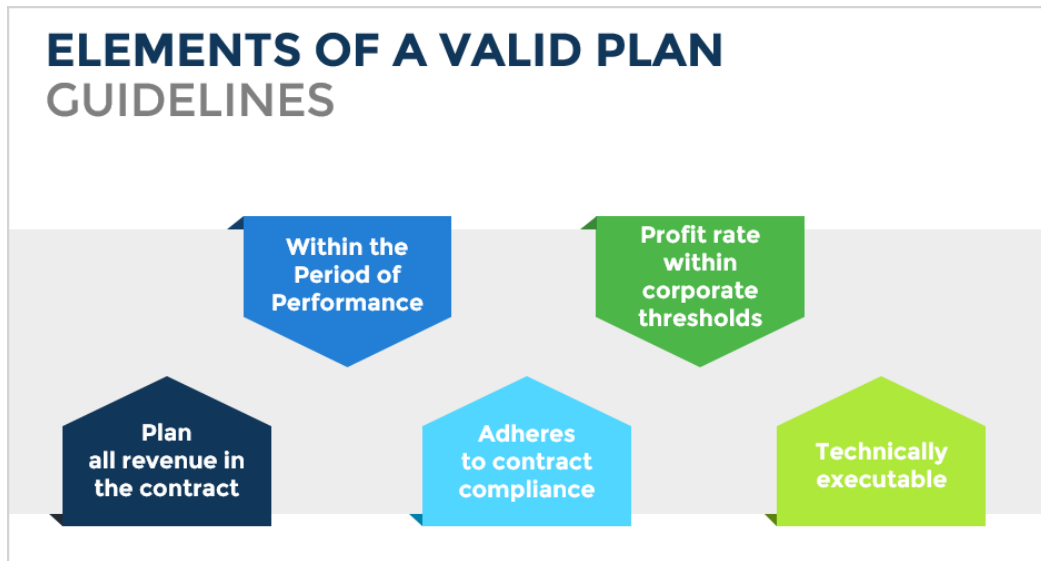 ELEMENTS OF A VALID PLAN
GUIDELINES
Within the
Period of
Performance
Profit rate
within
corporate
thresholds
Plan
all revenue in
the contract
Adheres
to contract
compliance
Technically
executable